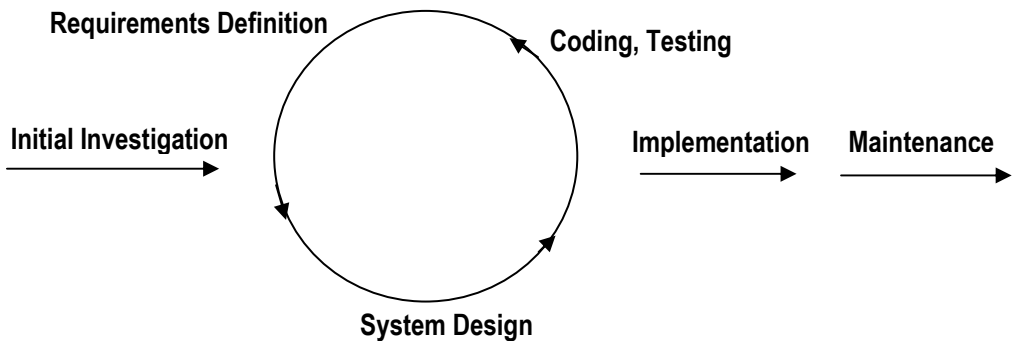 Requirements Definition
Coding, Testing
Initial Investigation
Implementation
Maintenance
System Design